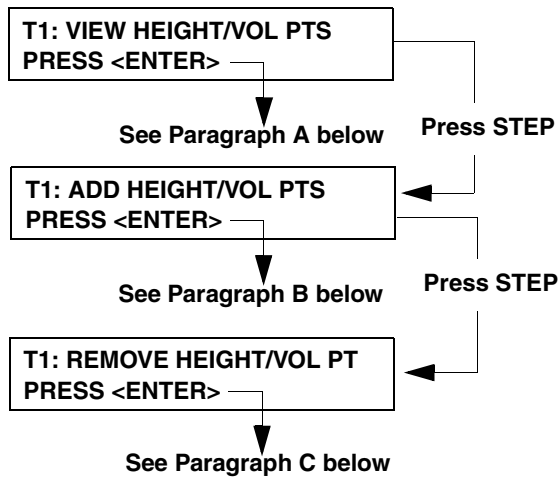 T1: VIEW HEIGHT/VOL PTS
PRESS <ENTER>
See Paragraph A below
Press STEP
T1: ADD HEIGHT/VOL PTS
PRESS <ENTER>
See Paragraph B below
Press STEP
T1: REMOVE HEIGHT/VOL PT
PRESS <ENTER>
See Paragraph C below